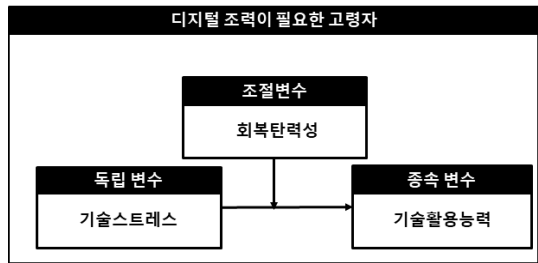 디지털 조력이 필요한 고령자
조절변수
회복탄력성
독립 변수
기술스트레스
종속 변수
기술활용능력